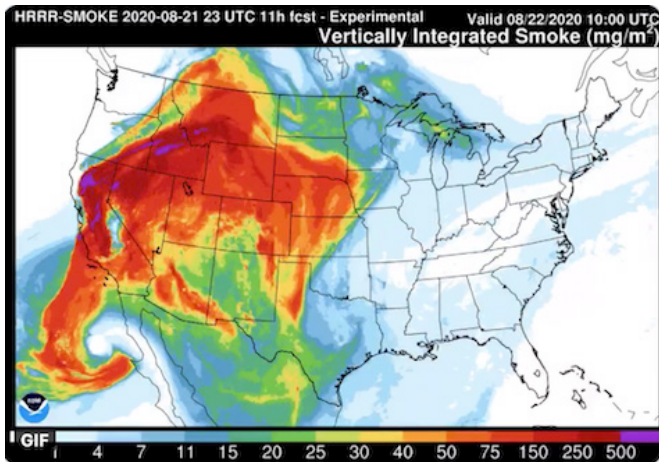 HRRR-SMOKE 2020-08-21 23 UTC 11h fcst - Experimental Valid 08/22/2020 10:00 UTC
Vertically Integrated Smoke (mg/m²)
GIF 1 4 7 11 15 20 25 30 40 50 75 150 250 500